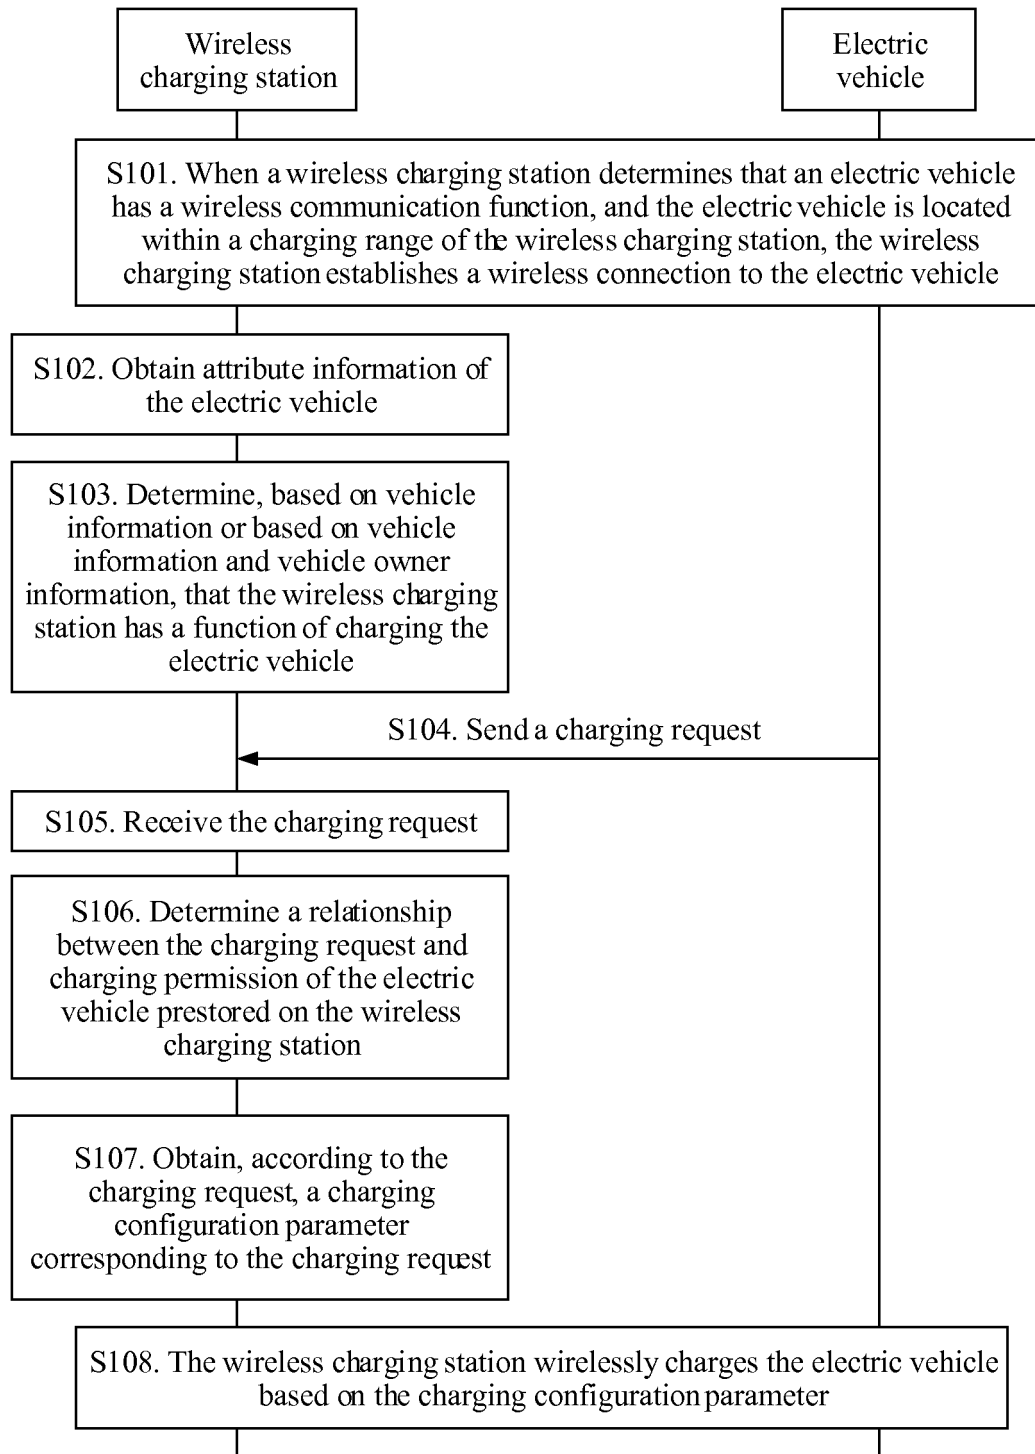 Wireless
charging station
Electric
vehicle
S101. When a wireless charging station determines that an electric vehicle
has a wireless communication function, and the electric vehicle is located
within a charging range of the wireless charging station, the wireless
charging station establishes a wireless connection to the electric vehicle
S102. Obtain attribute information of
the electric vehicle
S103. Determine, based on vehicle
information or based on vehicle
information and vehicle owner
information, that the wireless charging
station has a function of charging the
electric vehicle
S104. Send a charging request
S105. Receive the charging request
S106. Determine a relationship
between the charging request and
charging permission of the electric
vehicle prestored on the wireless
charging station
S107. Obtain, according to the
charging request, a charging
configuration parameter
corresponding to the charging request
S108. The wireless charging station wirelessly charges the electric vehicle
based on the charging configuration parameter